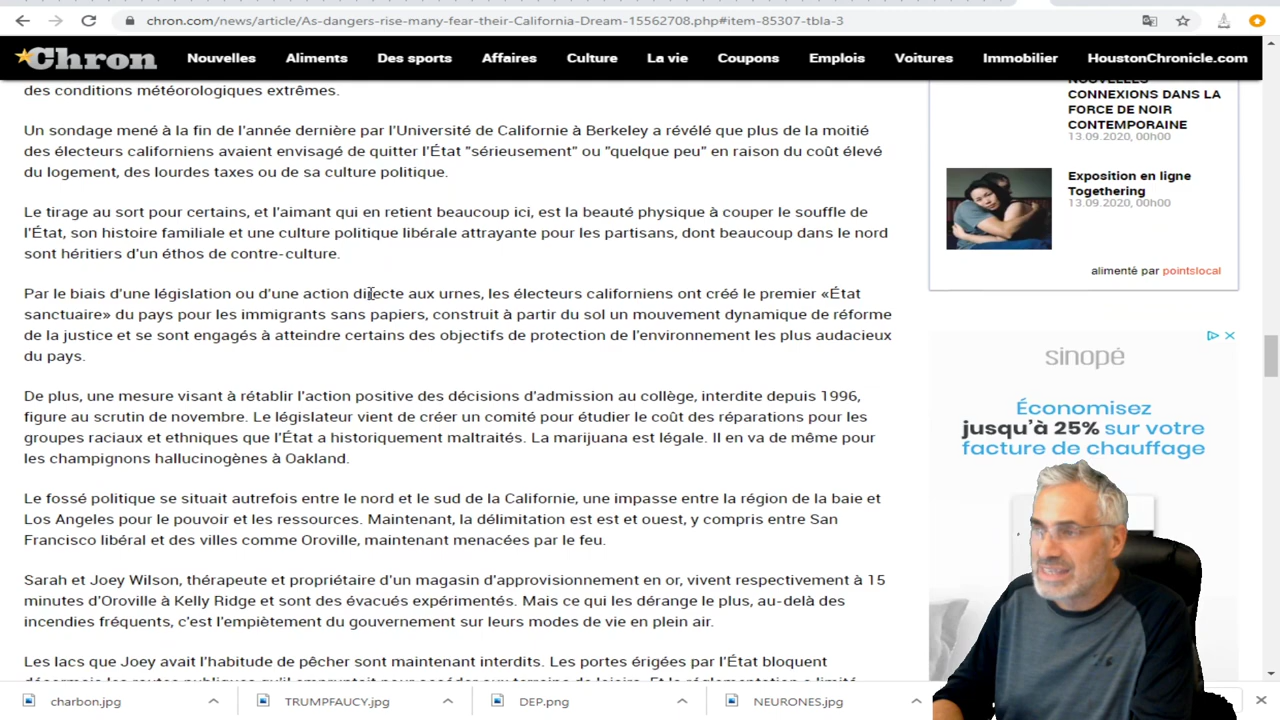 chron.com/news/article/As-dangers-rise-many-fear-their-California-Dream-15562708.php#item-85307-tbla-3
Chron
Nouvelles
Aliments
Des sports
Affaires
Culture
La vie
Coupons
Emplois
Voitures
Immobilier
HoustonChronicle.com
des conditions météorologiques extrêmes.
Un sondage mené à la fin de l'année dernière par l'Université de Californie à Berkeley a révélé que plus de la moitié
des électeurs californiens avaient envisagé de quitter l'État "sérieusement" ou "quelque peu" en raison du coût élevé
du logement, des lourdes taxes ou de sa culture politique.
Le tirage au sort pour certains, et l'aimant qui en retient beaucoup ici, est la beauté physique à couper le souffle de
l'État, son histoire familiale et une culture politique libérale attrayante pour les partisans, dont beaucoup dans le nord
sont héritiers d'un éthos de contre-culture.
Par le biais d'une législation ou d'une action directe aux urnes, les électeurs californiens ont créé le premier «État
sanctuaire» du pays pour les immigrants sans papiers, construit à partir du sol un mouvement dynamique de réforme
de la justice et se sont engagés à atteindre certains des objectifs de protection de l'environnement les plus audacieux
du pays.
De plus, une mesure visant à rétablir l'action positive des décisions d'admission au collège, interdite depuis 1996,
figure au scrutin de novembre. Le législateur vient de créer un comité pour étudier le coût des réparations pour les
groupes raciaux et ethniques que l'État a historiquement maltraités. La marijuana est légale. Il en va de même pour
les champignons hallucinogènes à Oakland.
Le fossé politique se situait autrefois entre le nord et le sud de la Californie, une impasse entre la région de la baie et
Los Angeles pour le pouvoir et les ressources. Maintenant, la délimitation est est et ouest, y compris entre San
Francisco libéral et des villes comme Oroville, maintenant menacées par le feu.
Sarah et Joey Wilson, thérapeute et propriétaire d'un magasin d'approvisionnement en or, vivent respectivement à 15
minutes d'Oroville à Kelly Ridge et sont des évacués expérimentés. Mais ce qui les dérange le plus, au-delà des
incendies fréquents, c'est l'empiètement du gouvernement sur leurs modes de vie en plein air.
Les lacs que Joey avait l'habitude de pêcher sont maintenant interdits. Les portes érigées par l'État bloquent
NOUVELLES
CONNEXIONS DANS LA
FORCE DE NOIR
CONTEMPORAINE
13.09.2020, 00h00
Exposition en ligne
Togethering
13.09.2020, 00h00
alimenté par pointslocal
sinopé
Économisez
jusqu'à 25% sur votre
facture de chauffage
charbon.jpg
TRUMPFAUCY.jpg
DEP.png
NEURONES.jpg